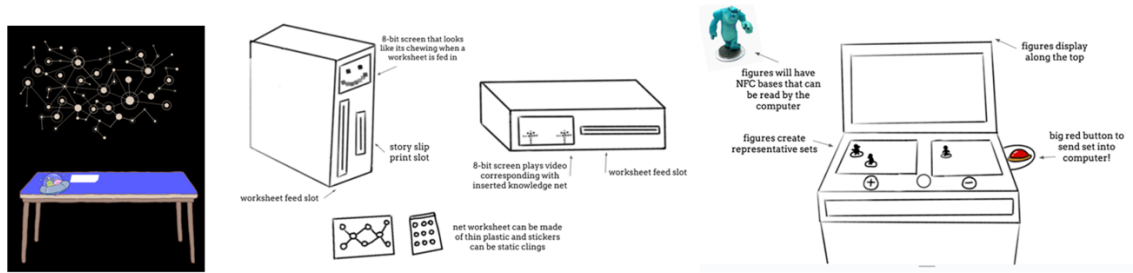 8-bit screen that looks
like its chewing when a
worksheet is fed in
story slip
print slot
worksheet feed slot
8-bit screen plays video
corresponding with
inserted knowledge net
worksheet feed slot
net worksheet can be made
of thin plastic and stickers
can be static clings
figures will have
NFC bases that can
be read by the
computer
figures display
along the top
figures create
representative sets
big red button to
send set into
computer!
+
−